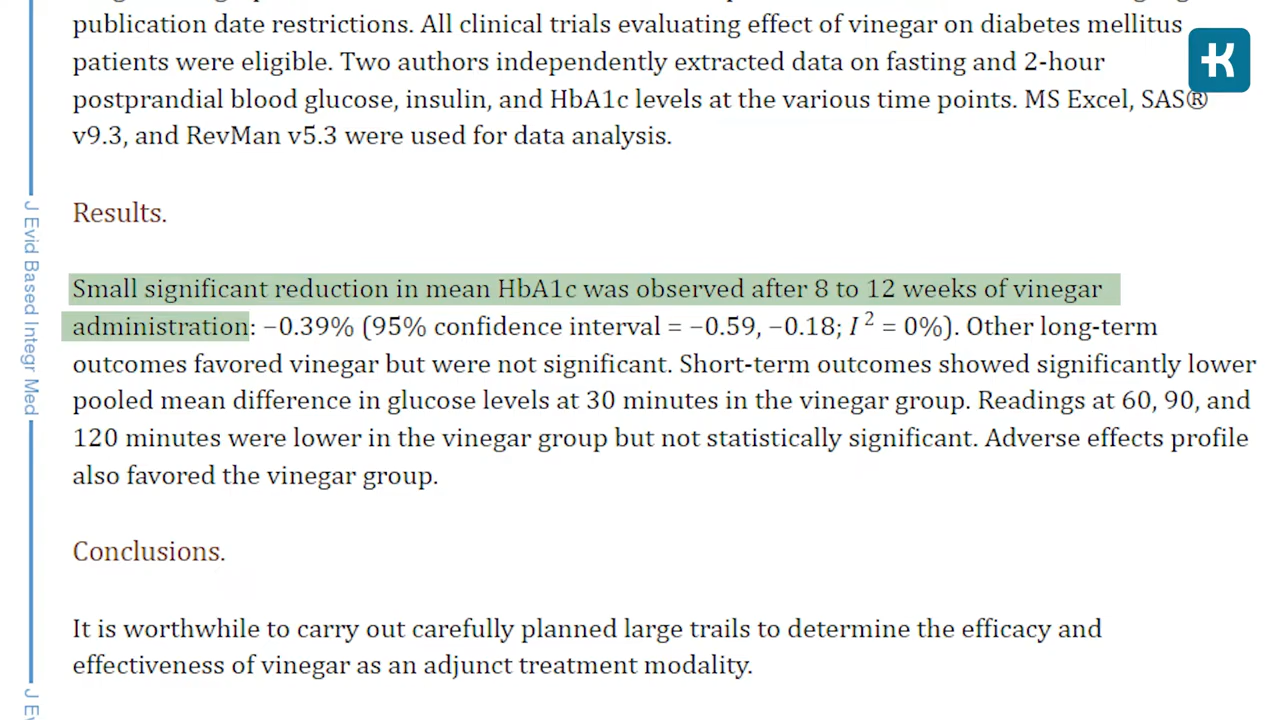 publication date restrictions. All clinical trials evaluating effect of vinegar on diabetes mellitus
patients were eligible. Two authors independently extracted data on fasting and 2-hour
postprandial blood glucose, insulin, and HbA1c levels at the various time points. MS Excel, SAS®
v9.3, and RevMan v5.3 were used for data analysis.
Results.
Small significant reduction in mean HbA1c was observed after 8 to 12 weeks of vinegar
administration: −0.39% (95% confidence interval = −0.59, −0.18; I² = 0%). Other long-term
outcomes favored vinegar but were not significant. Short-term outcomes showed significantly lower
pooled mean difference in glucose levels at 30 minutes in the vinegar group. Readings at 60, 90, and
120 minutes were lower in the vinegar group but not statistically significant. Adverse effects profile
also favored the vinegar group.
Conclusions.
It is worthwhile to carry out carefully planned large trails to determine the efficacy and
effectiveness of vinegar as an adjunct treatment modality.
J Evid Based Integr Med
J Ev
K